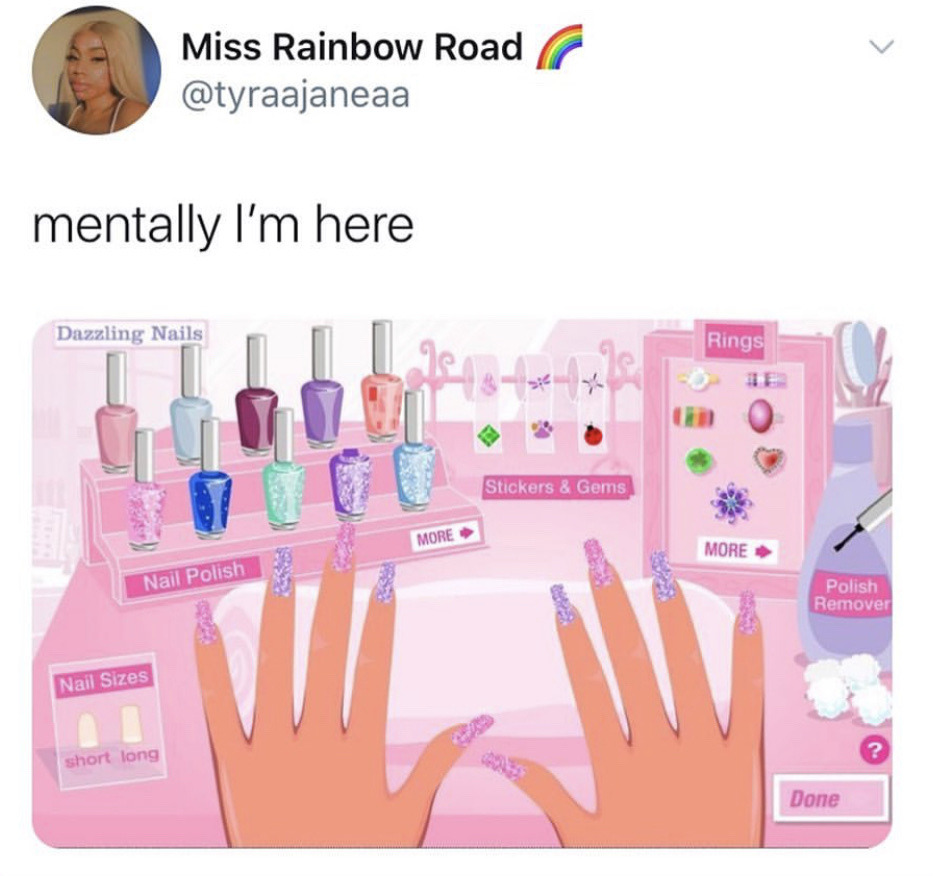 Miss Rainbow Road 🌈
@tyraajaneaa
mentally I'm here
Dazzling Nails
Rings
Stickers & Gems
MORE
MORE
Nail Polish
Polish
Remover
Nail Sizes
short long
?
Done